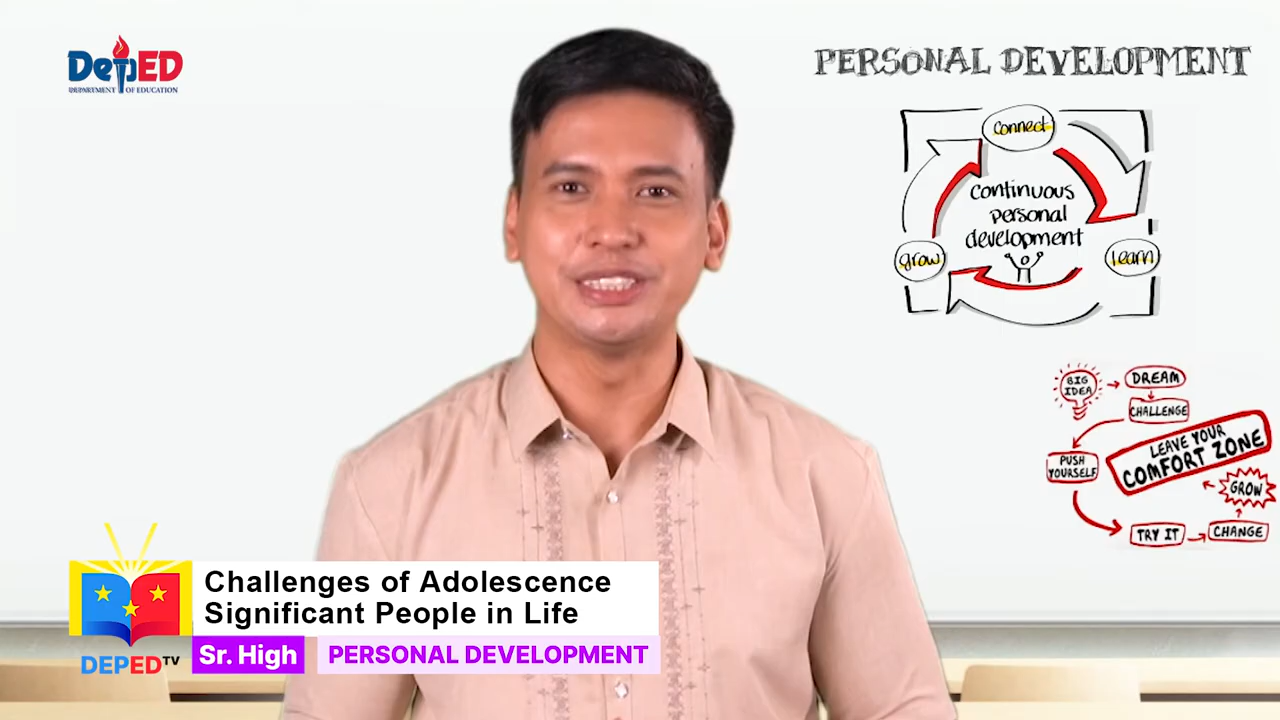 DepED
DEPARTMENT OF EDUCATION
PERSONAL DEVELOPMENT
connect
continuous
personal
development
grow
learn
BIG
IDEA
DREAM
CHALLENGE
LEAVE YOUR
COMFORT ZONE
PUSH
YOURSELF
GROW
TRY IT
CHANGE
Challenges of Adolescence
Significant People in Life
DEPED TV
Sr. High
PERSONAL DEVELOPMENT